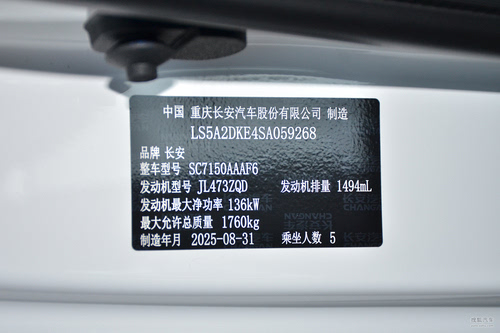 中国 重庆长安汽车股份有限公司 制造
LS5A2DKE4SA059268
品牌 长安
整车型号 SC7150AAAF6
发动机型号 JL473ZQD 发动机排量 1494mL
发动机最大净功率 136kW
最大允许总质量 1760kg
制造年月 2025-08-31 乘坐人数 5